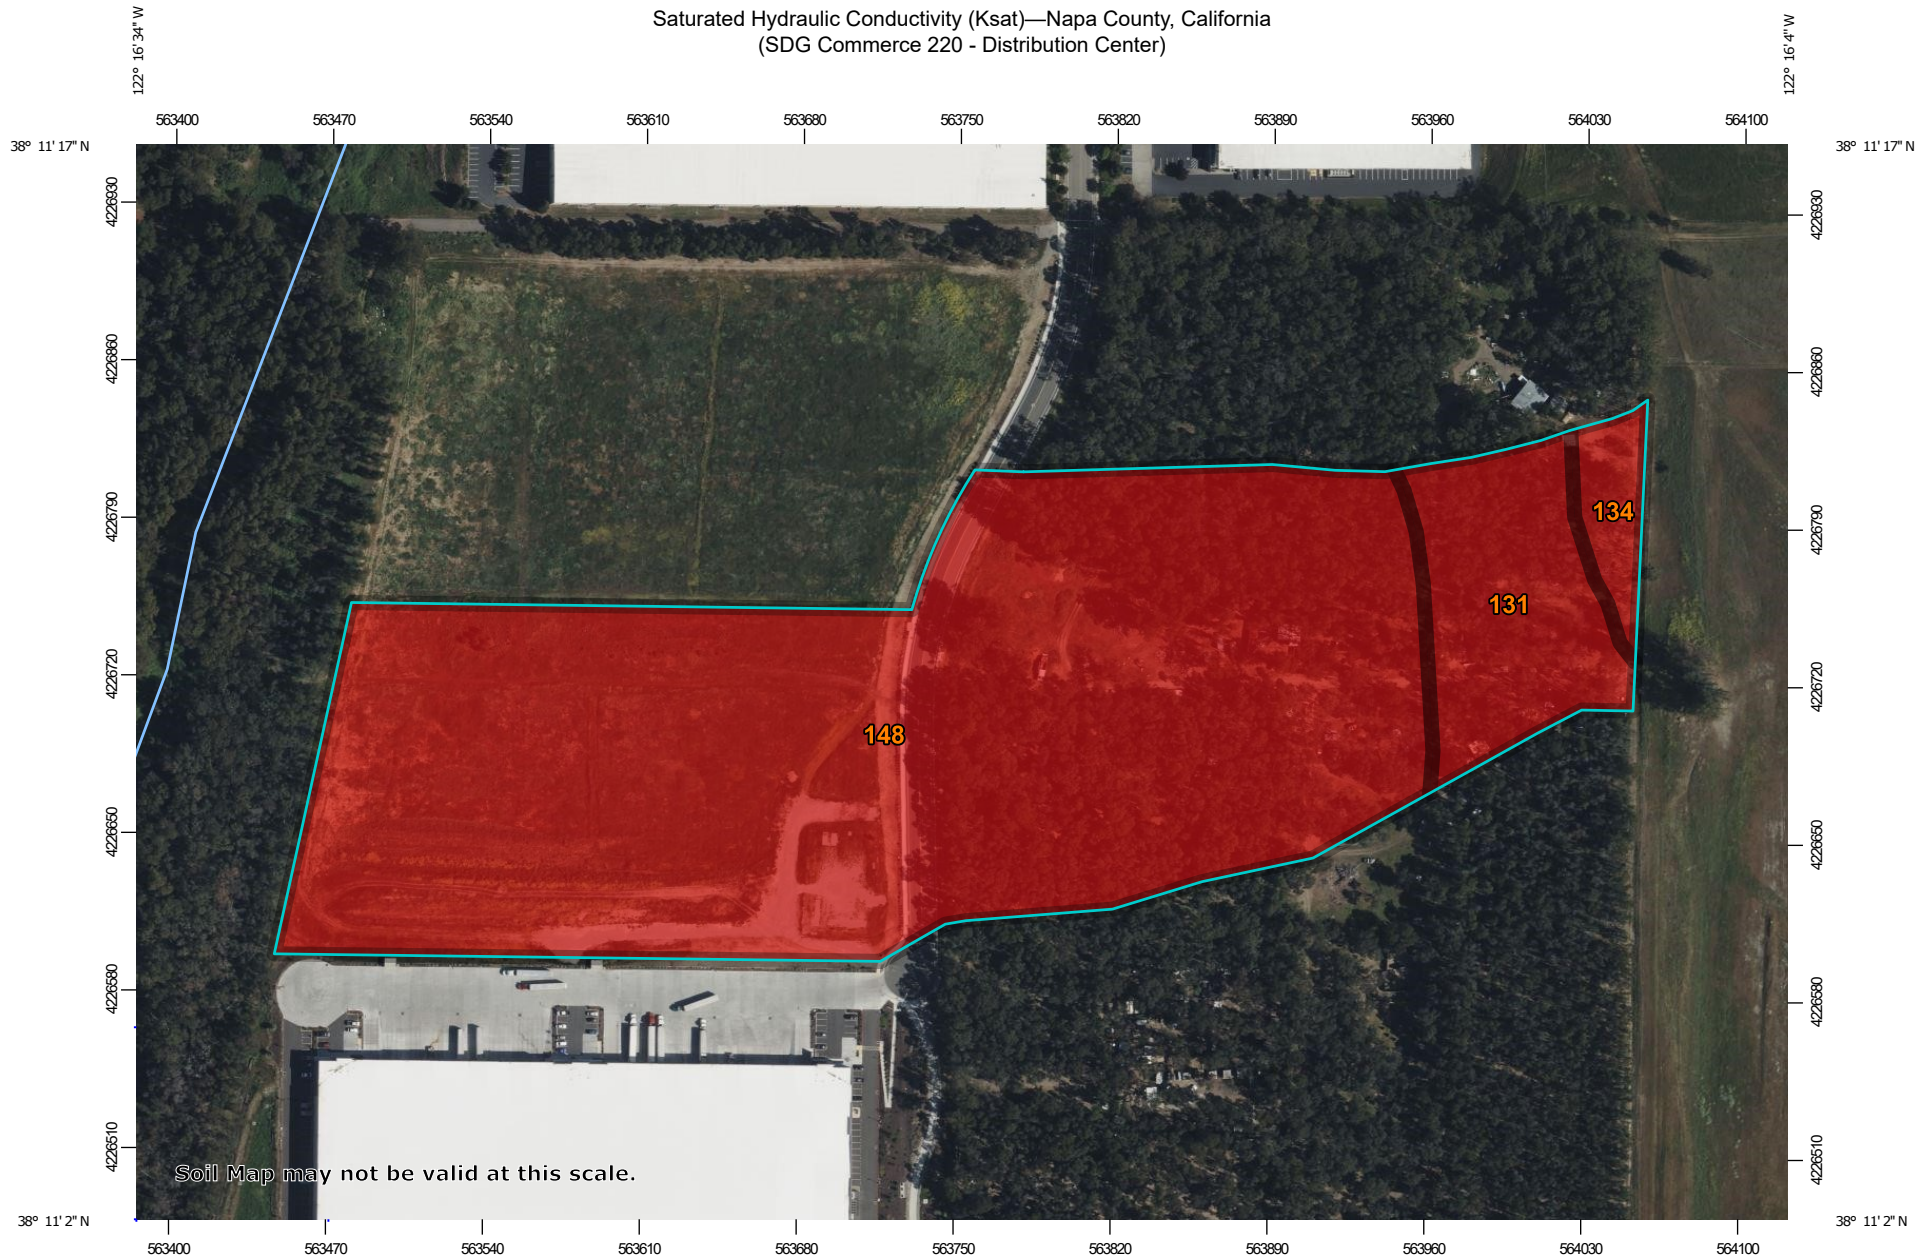 Saturated Hydraulic Conductivity (Ksat)—Napa County, California
(SDG Commerce 220 - Distribution Center)
122° 16' 34" W
122° 16' 4" W
563400 563470 563540 563610 563680 563750 563820 563890 563960 564030 564100
38° 11' 17" N
38° 11' 17" N
4226930
4226930
4226860
4226860
4226790
4226790
134
131
4226720
4226720
148
4226650
4226650
4226580
4226580
4226510
4226510
Soil Map may not be valid at this scale.
38° 11' 2" N
38° 11' 2" N
563400 563470 563540 563610 563680 563750 563820 563890 563960 564030 564100